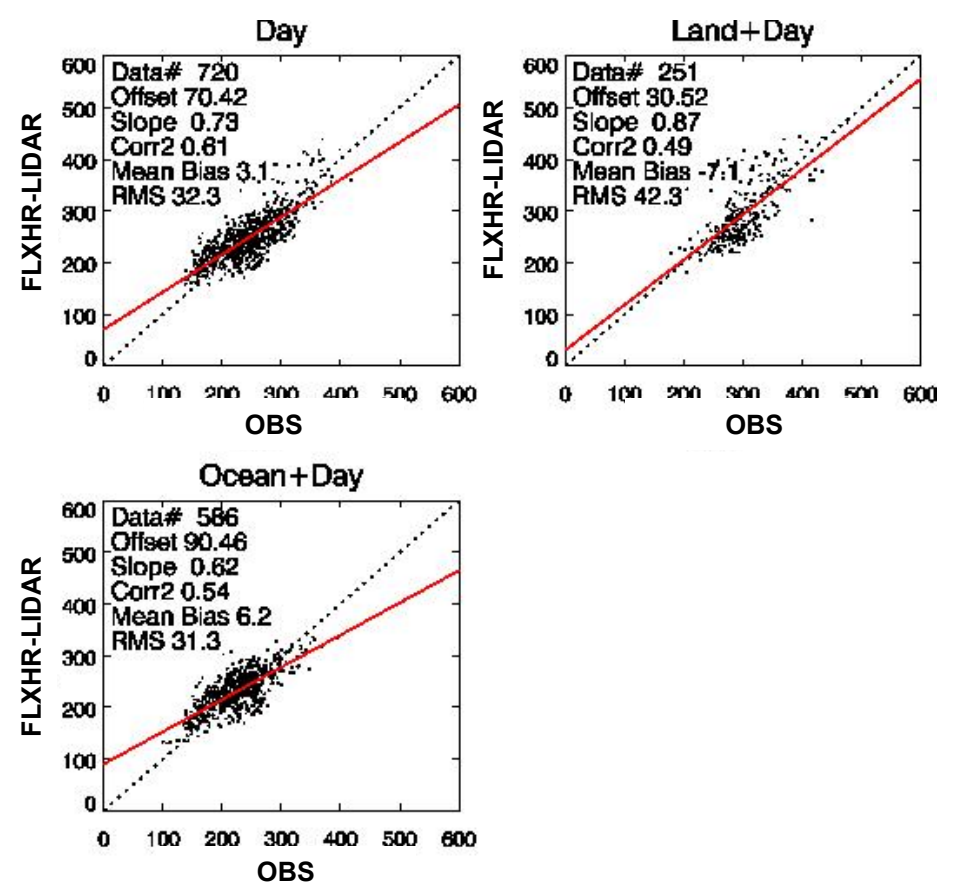 Day
600
500
400
300
200
100
0
Data# 720
Offset 70.42
Slope 0.73
Corr2 0.61
Mean Bias 3.1
RMS 32.3
FLXHR-LIDAR
0 100 200 300 400 500 600
OBS
Land+Day
600
500
400
300
200
100
0
Data# 251
Offset 30.52
Slope 0.87
Corr2 0.49
Mean Bias -7.1
RMS 42.3
FLXHR-LIDAR
0 100 200 300 400 500 600
OBS
Ocean+Day
600
500
400
300
200
100
0
Data# 586
Offset 90.46
Slope 0.62
Corr2 0.54
Mean Bias 6.2
RMS 31.3
FLXHR-LIDAR
0 100 200 300 400 500 600
OBS